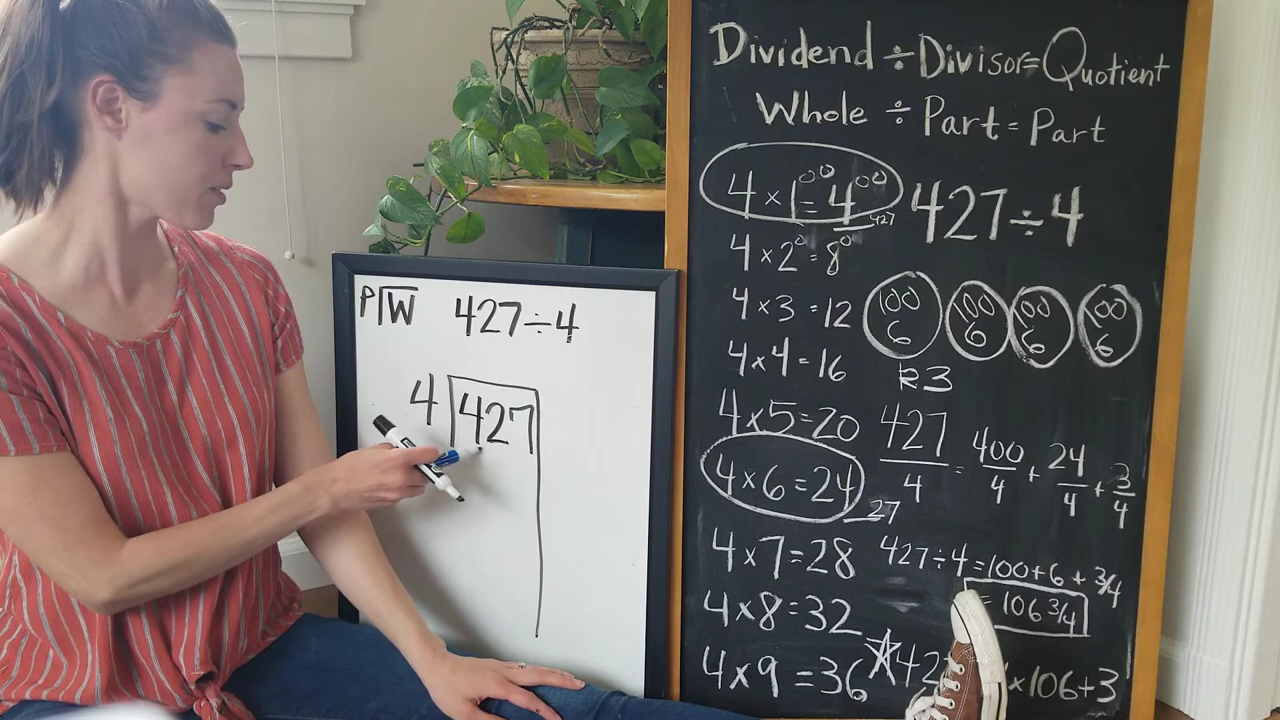 P|W 427÷4
4 427
Dividend ÷ Divisor = Quotient
Whole ÷ Part = Part
4×1⁰⁰=4⁰⁰
427
427÷4
4×2⁰=8⁰
4×3=12
4×4=16
4×5=20
4×6=24
27
4×7=28
4×8=32
4×9=36
100 100 100 100
6 6 6 6
R3
427/4 = 400/4 + 24/4 + 3/4
427÷4=100+6+3/4
= 106 3/4
☆42 ×106+3